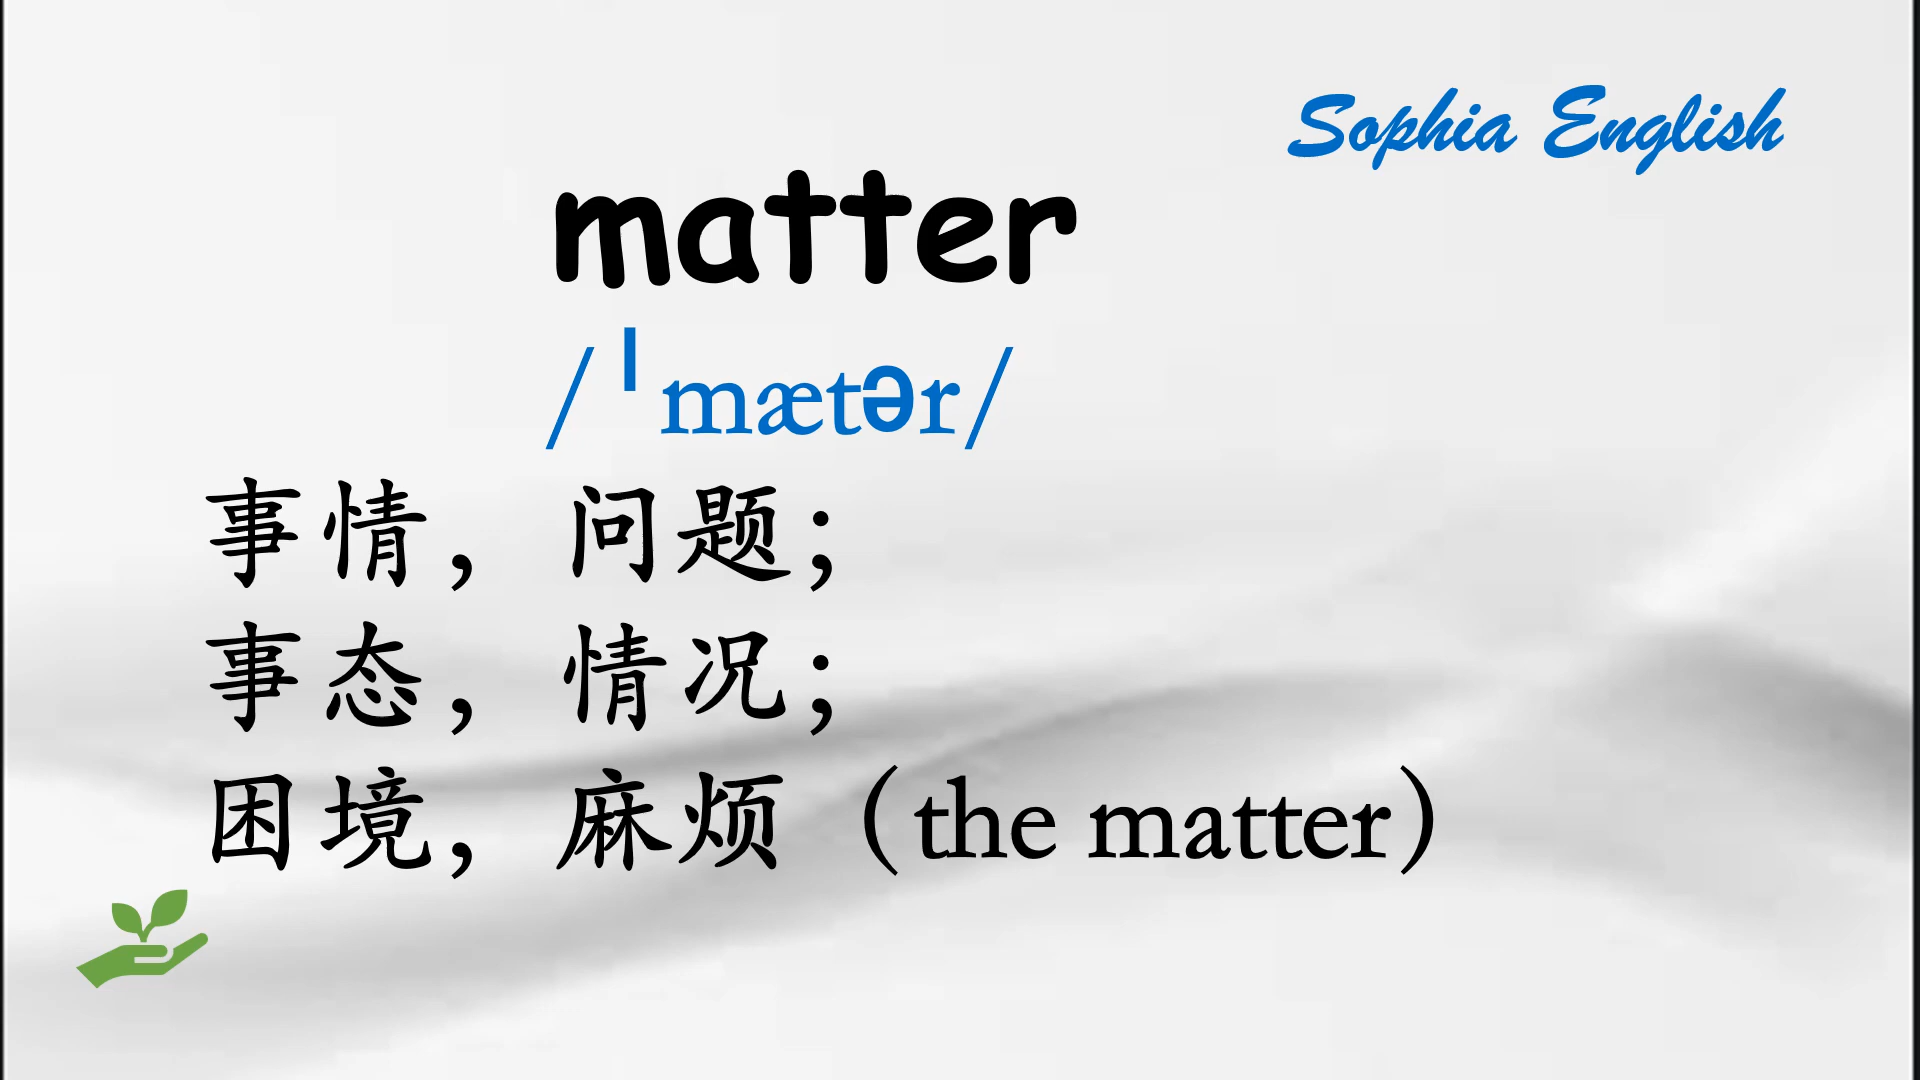 Sophia English
matter
/ˈmætər/
事情，问题；
事态，情况；
困境，麻烦（the matter）